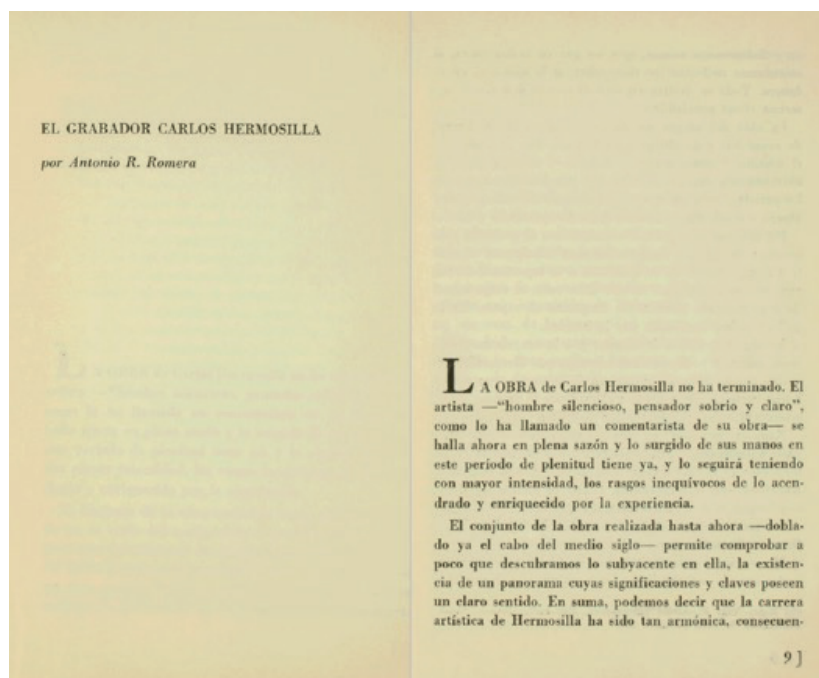 EL GRABADOR CARLOS HERMOSILLA
por Antonio R. Romera
LA OBRA de Carlos Hermosilla no ha terminado. El
artista —“hombre silencioso, pensador sobrio y claro”,
como lo ha llamado un comentarista de su obra— se
halla ahora en plena sazón y lo surgido de sus manos en
este período de plenitud tiene ya, y lo seguirá teniendo
con mayor intensidad, los rasgos inequívocos de lo acen-
drado y enriquecido por la experiencia.
El conjunto de la obra realizada hasta ahora —dobla-
do ya el cabo del medio siglo— permite comprobar a
poco que descubramos lo subyacente en ella, la existen-
cia de un panorama cuyas significaciones y claves poseen
un claro sentido. En suma, podemos decir que la carrera
artística de Hermosilla ha sido tan armónica, consecuen-
9 ]